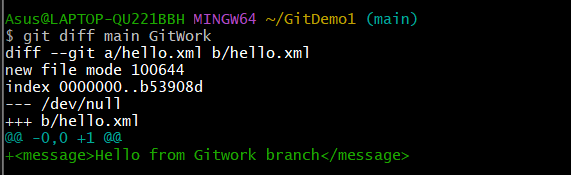 Asus@LAPTOP-QU221BBH MINGW64 ~/GitDemo1 (main)
$ git diff main GitWork
diff --git a/hello.xml b/hello.xml
new file mode 100644
index 0000000..b53908d
--- /dev/null
+++ b/hello.xml
@@ -0,0 +1 @@
+<message>Hello from Gitwork branch</message>